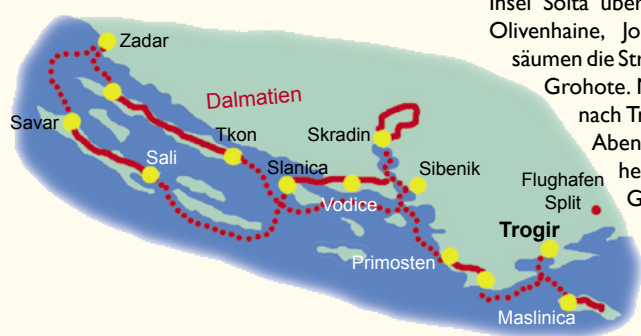 Insel Solta über
Olivenhaine, Jo
säumen die Str
Grohote. N
nach Tr
Aben
he
G
Zadar
Dalmatien
Savar
Tkon
Skradin
Sali
Slanica
Sibenik
Flughafen
Split
Vodice
Trogir
Primosten
Maslinica